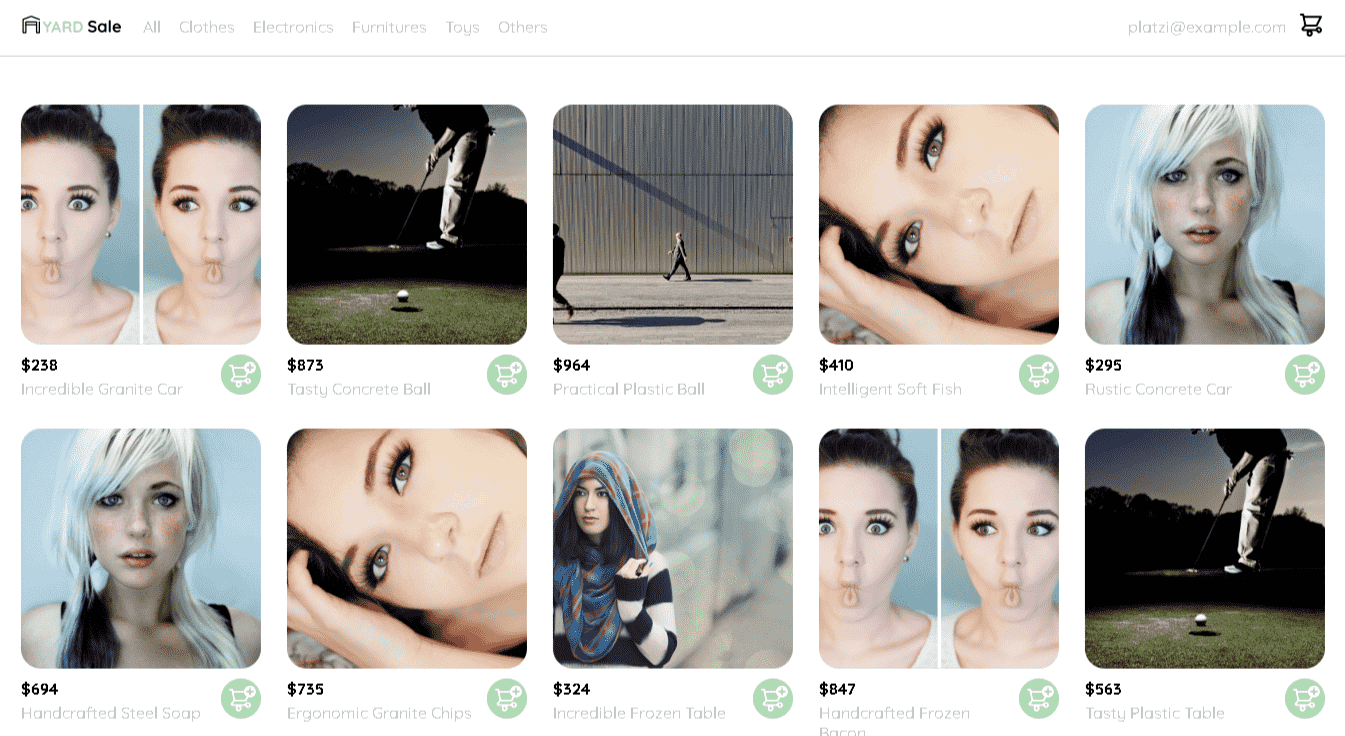 YARD Sale All Clothes Electronics Furnitures Toys Others platzi@example.com
$238 $873 $964 $410 $295
Incredible Granite Car Tasty Concrete Ball Practical Plastic Ball Intelligent Soft Fish Rustic Concrete Car
$694 $735 $324 $847 $563
Handcrafted Steel Soap Ergonomic Granite Chips Incredible Frozen Table Handcrafted Frozen Tasty Plastic Table
Bacon